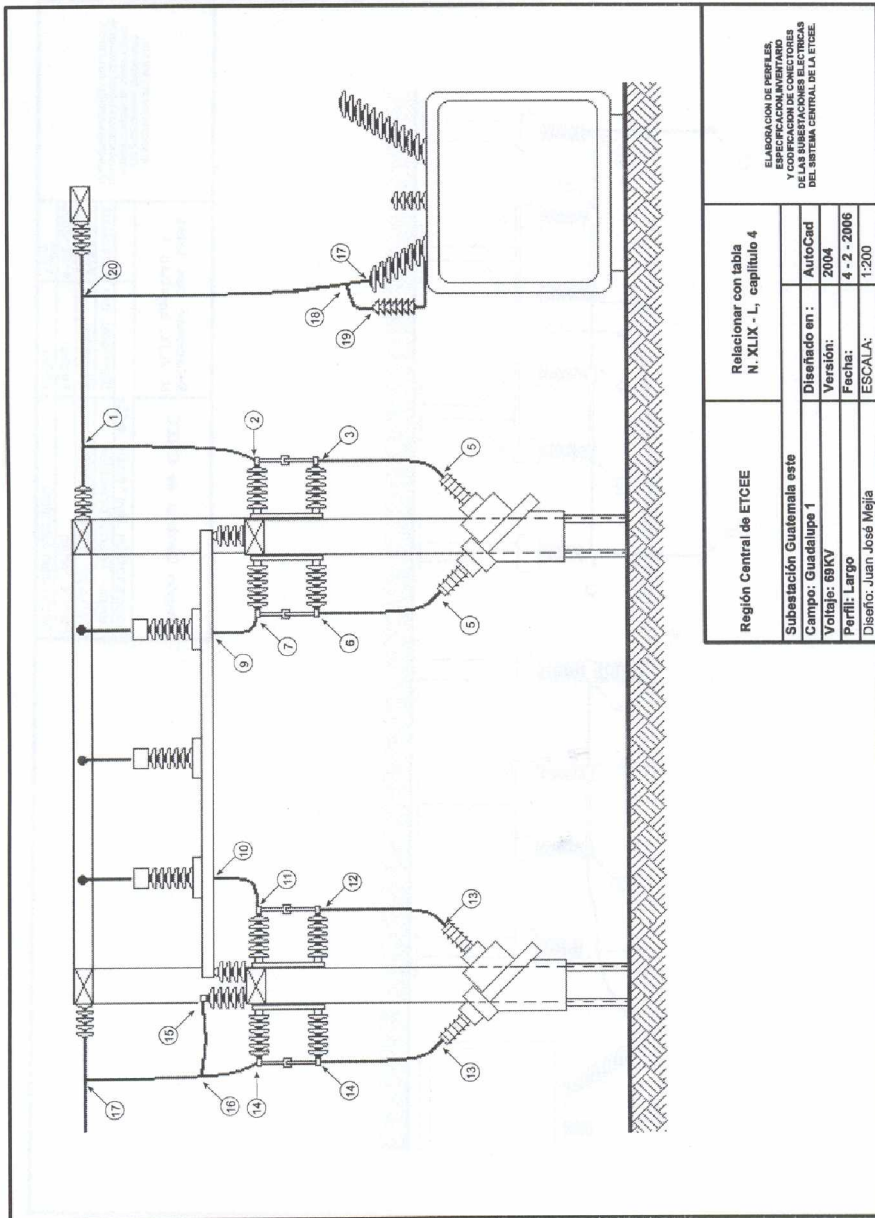 20
1
17
18
19
2
3
5
5
7
6
9
10
11
12
13
13
15
16
14
14
17
Región Central de ETCEE
Relacionar con tabla
N. XLIX - L, capiítulo 4
ELABORACION DE PERFILES,
ESPECIFICACION,INVENTARIO
Y CODIFICACION DE CONECTORES
DE LAS SUBESTACIONES ELECTRICAS
DEL SISTEMA CENTRAL DE LA ETCEE.
Subestación Guatemala este
Campo: Guadalupe 1
Diseñado en :
AutoCad
Voltaje: 69KV
Versión:
2004
Perfil: Largo
Fecha:
4 - 2 - 2006
Diseño: Juan José Mejia
ESCALA:
1:200